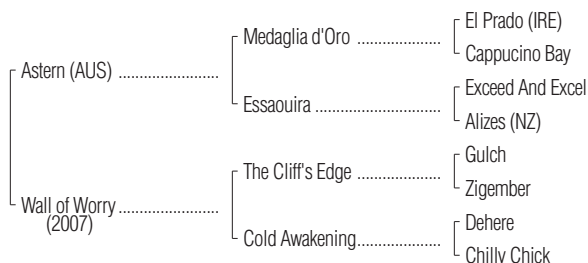 El Prado (IRE)
Medaglia d'Oro ........................
Cappucino Bay
Astern (AUS) .............................
Exceed And Excel
Essaouira ..................................
Alizes (NZ)
Gulch
The Cliff's Edge ........................
Zigember
Wall of Worry .............................
(2007)
Dehere
Cold Awakening........................
Chilly Chick